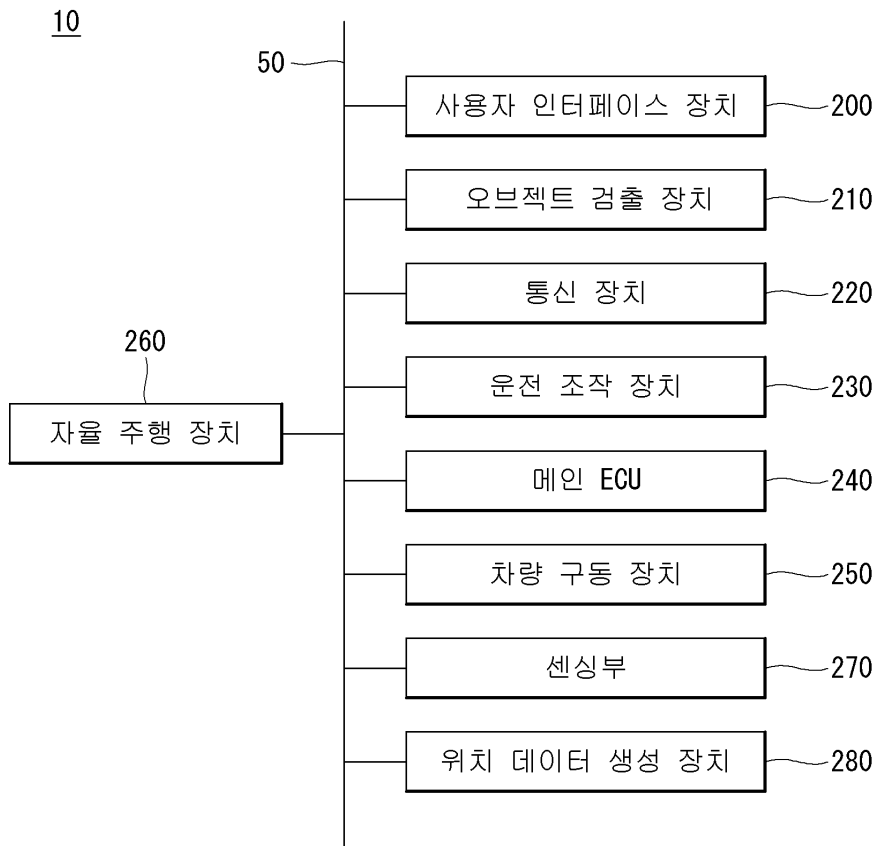 10
50
사용자 인터페이스 장치 200
오브젝트 검출 장치 210
통신 장치 220
260
운전 조작 장치 230
자율 주행 장치
메인 ECU 240
차량 구동 장치 250
센싱부 270
위치 데이터 생성 장치 280